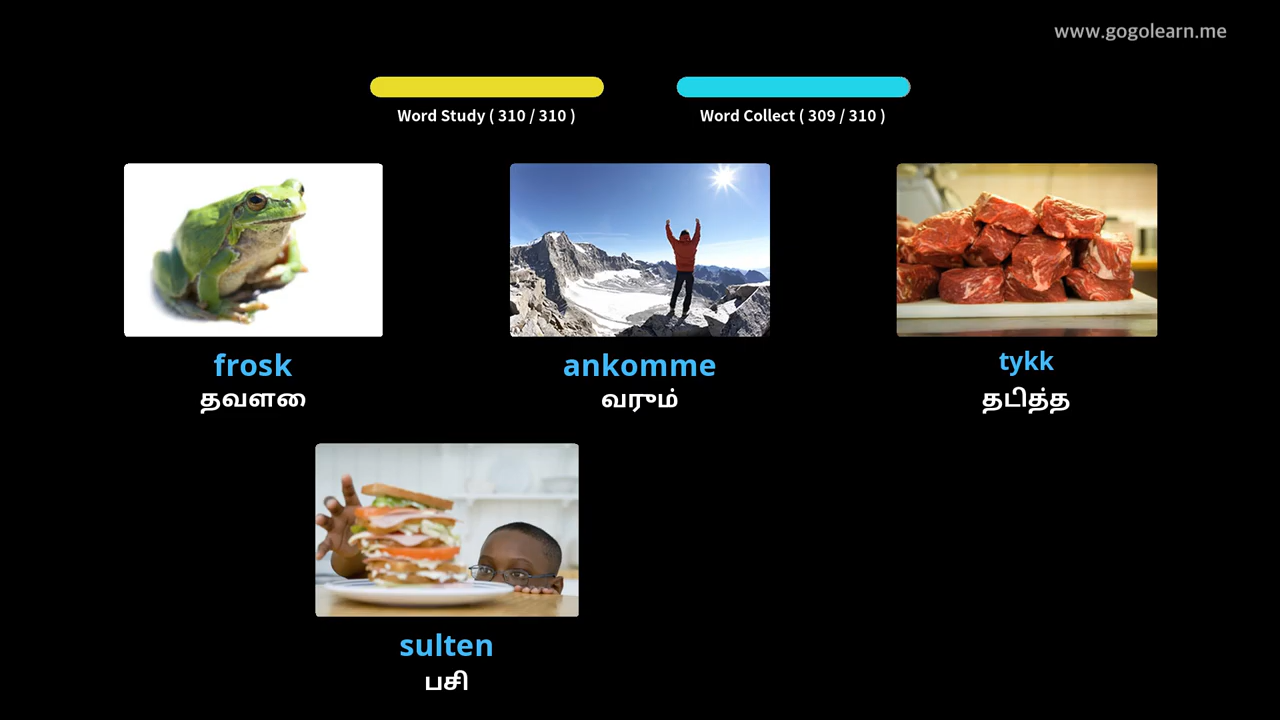 www.gogolearn.me
Word Study ( 310 / 310 )
Word Collect ( 309 / 310 )
frosk
தவளை
ankomme
வரும்
tykk
தடித்த
sulten
பசி